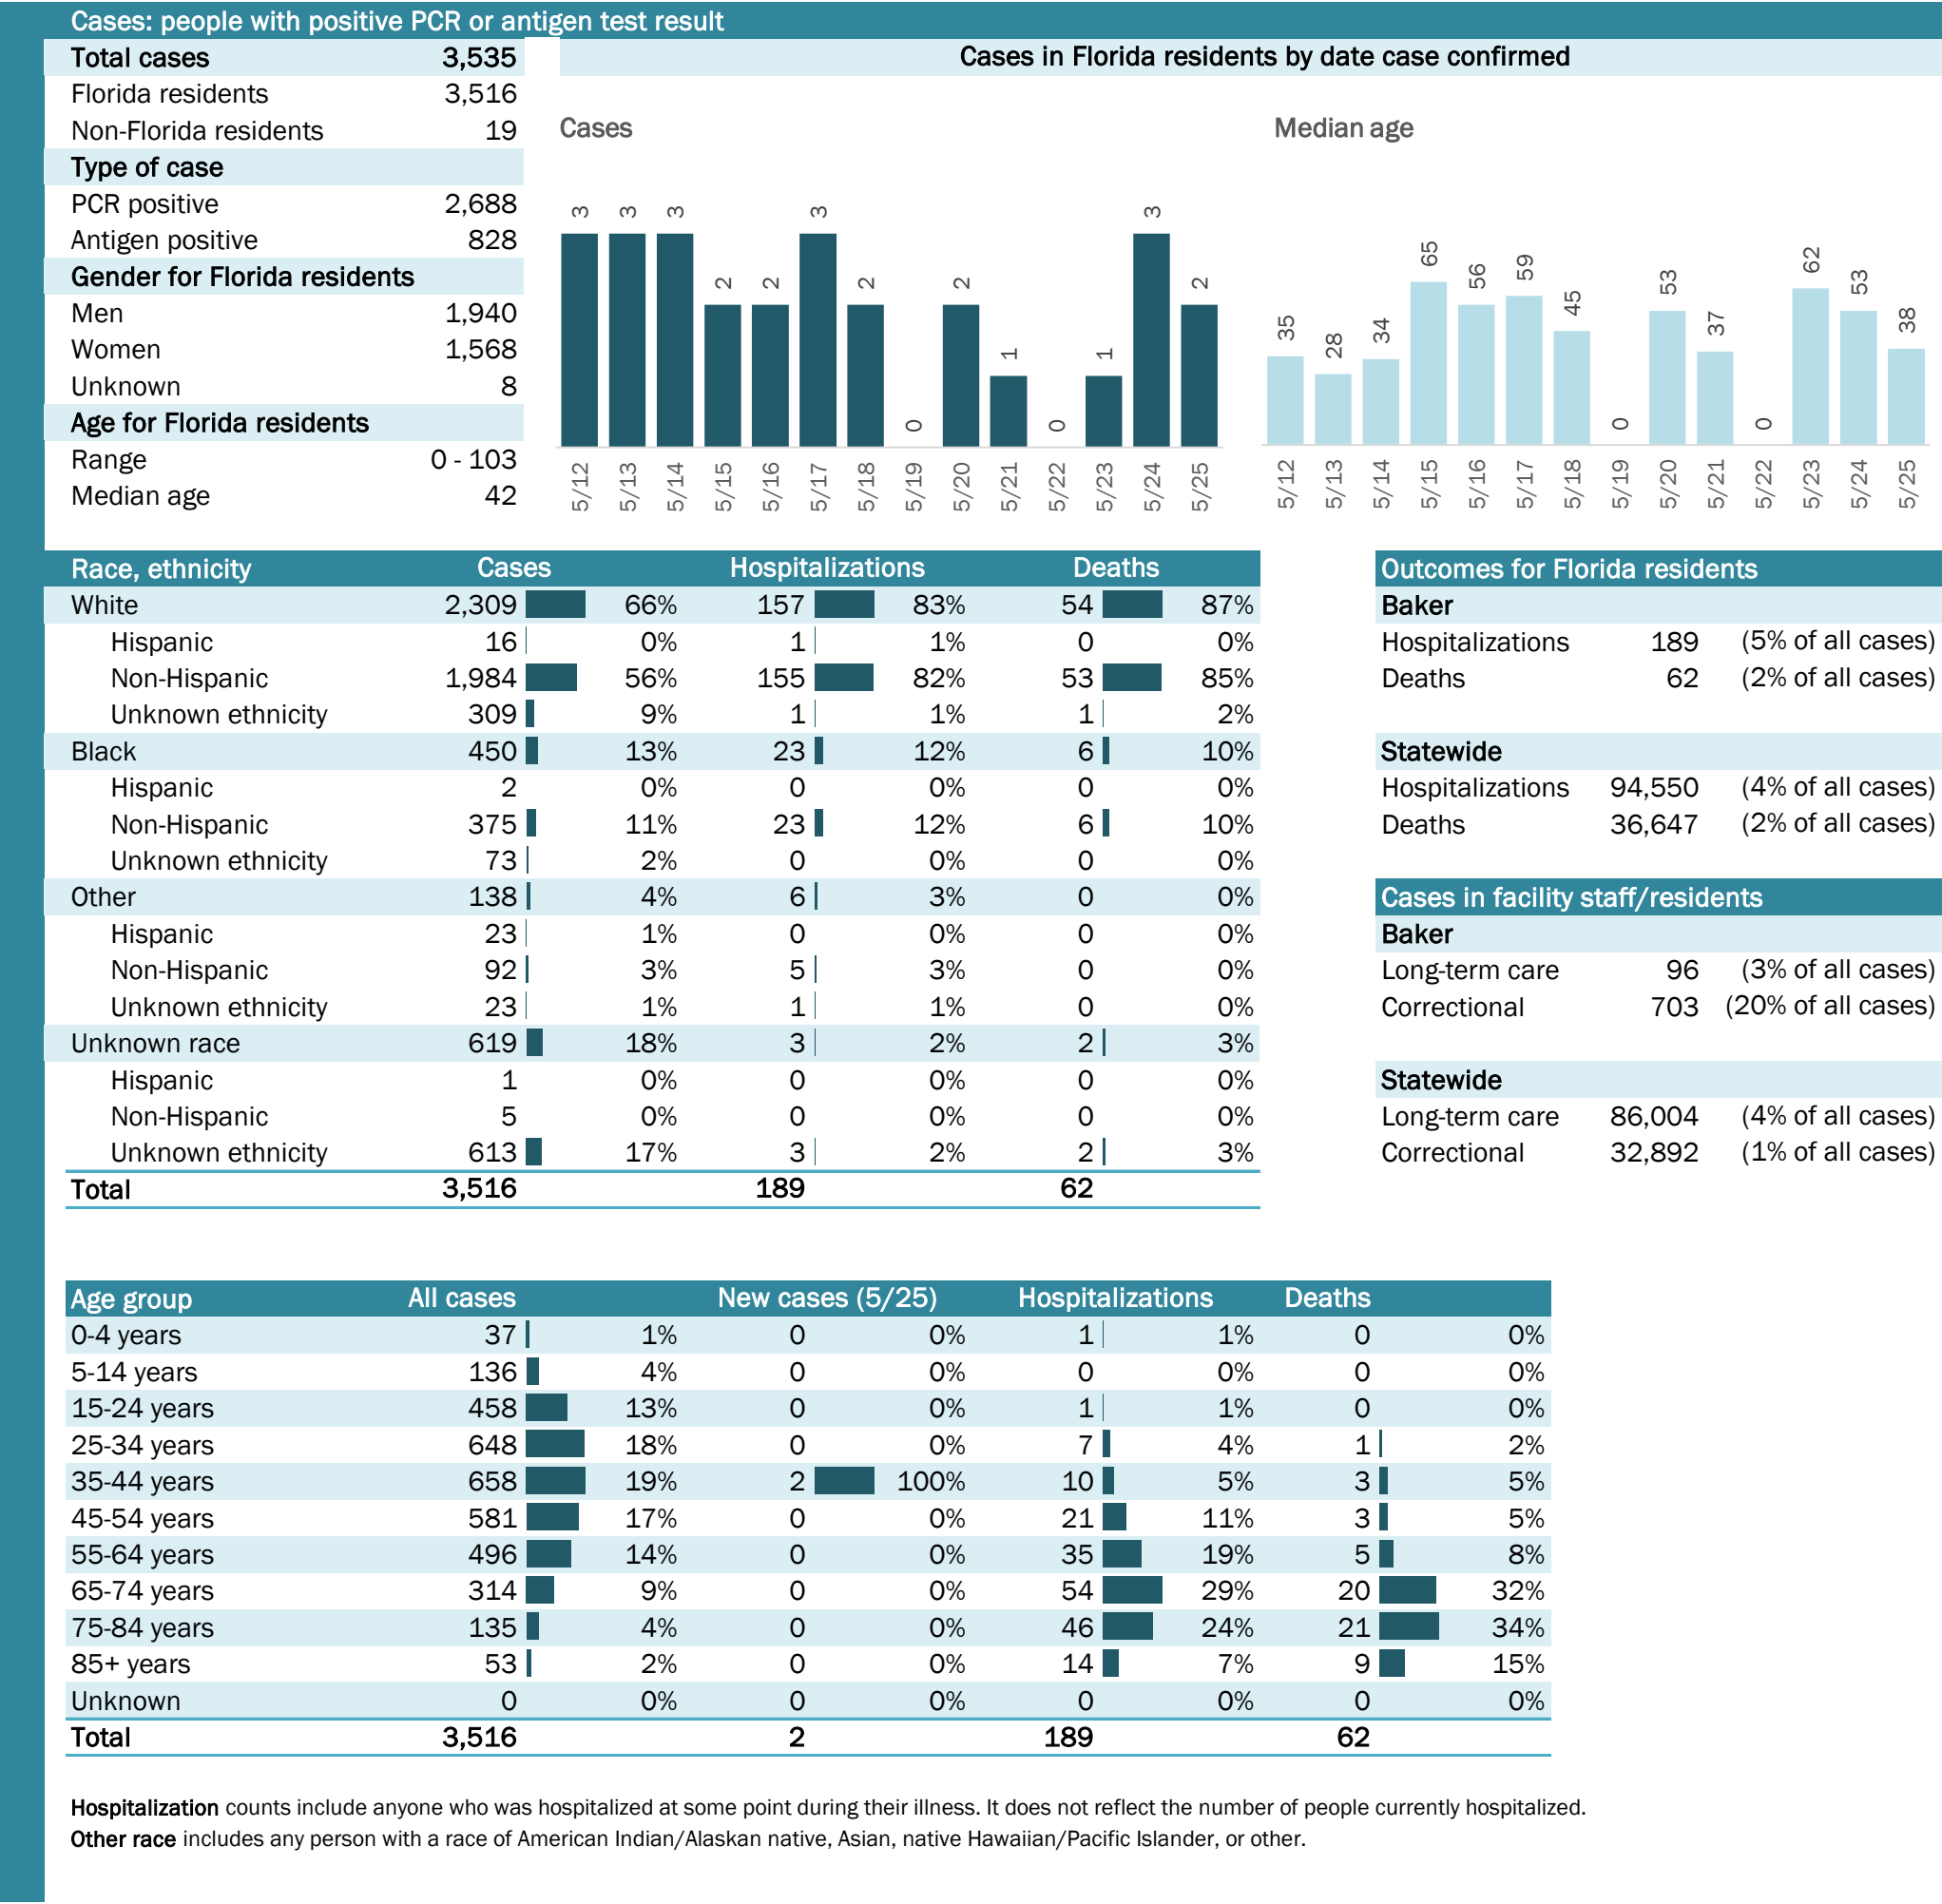 Cases: people with positive PCR or antigen test result
Total cases 3,535
Florida residents 3,516
Non-Florida residents 19
Type of case
PCR positive 2,688
Antigen positive 828
Gender for Florida residents
Men 1,940
Women 1,568
Unknown 8
Age for Florida residents
Range 0 - 103
Median age 42
Cases in Florida residents by date case confirmed
Cases
3 3 3 2 2 3 2 0 2 1 0 1 3 2
5/12 5/13 5/14 5/15 5/16 5/17 5/18 5/19 5/20 5/21 5/22 5/23 5/24 5/25
Median age
35 28 34 65 56 59 45 0 53 37 0 62 53 38
5/12 5/13 5/14 5/15 5/16 5/17 5/18 5/19 5/20 5/21 5/22 5/23 5/24 5/25
Race, ethnicity Cases Hospitalizations Deaths
White 2,309 66% 157 83% 54 87%
Hispanic 16 0% 1 1% 0 0%
Non-Hispanic 1,984 56% 155 82% 53 85%
Unknown ethnicity 309 9% 1 1% 1 2%
Black 450 13% 23 12% 6 10%
Hispanic 2 0% 0 0% 0 0%
Non-Hispanic 375 11% 23 12% 6 10%
Unknown ethnicity 73 2% 0 0% 0 0%
Other 138 4% 6 3% 0 0%
Hispanic 23 1% 0 0% 0 0%
Non-Hispanic 92 3% 5 3% 0 0%
Unknown ethnicity 23 1% 1 1% 0 0%
Unknown race 619 18% 3 2% 2 3%
Hispanic 1 0% 0 0% 0 0%
Non-Hispanic 5 0% 0 0% 0 0%
Unknown ethnicity 613 17% 3 2% 2 3%
Total 3,516 189 62
Outcomes for Florida residents
Baker
Hospitalizations 189 (5% of all cases)
Deaths 62 (2% of all cases)
Statewide
Hospitalizations 94,550 (4% of all cases)
Deaths 36,647 (2% of all cases)
Cases in facility staff/residents
Baker
Long-term care 96 (3% of all cases)
Correctional 703 (20% of all cases)
Statewide
Long-term care 86,004 (4% of all cases)
Correctional 32,892 (1% of all cases)
Age group All cases New cases (5/25) Hospitalizations Deaths
0-4 years 37 1% 0 0% 1 1% 0 0%
5-14 years 136 4% 0 0% 0 0% 0 0%
15-24 years 458 13% 0 0% 1 1% 0 0%
25-34 years 648 18% 0 0% 7 4% 1 2%
35-44 years 658 19% 2 100% 10 5% 3 5%
45-54 years 581 17% 0 0% 21 11% 3 5%
55-64 years 496 14% 0 0% 35 19% 5 8%
65-74 years 314 9% 0 0% 54 29% 20 32%
75-84 years 135 4% 0 0% 46 24% 21 34%
85+ years 53 2% 0 0% 14 7% 9 15%
Unknown 0 0% 0 0% 0 0% 0 0%
Total 3,516 2 189 62
Hospitalization counts include anyone who was hospitalized at some point during their illness. It does not reflect the number of people currently hospitalized.
Other race includes any person with a race of American Indian/Alaskan native, Asian, native Hawaiian/Pacific Islander, or other.